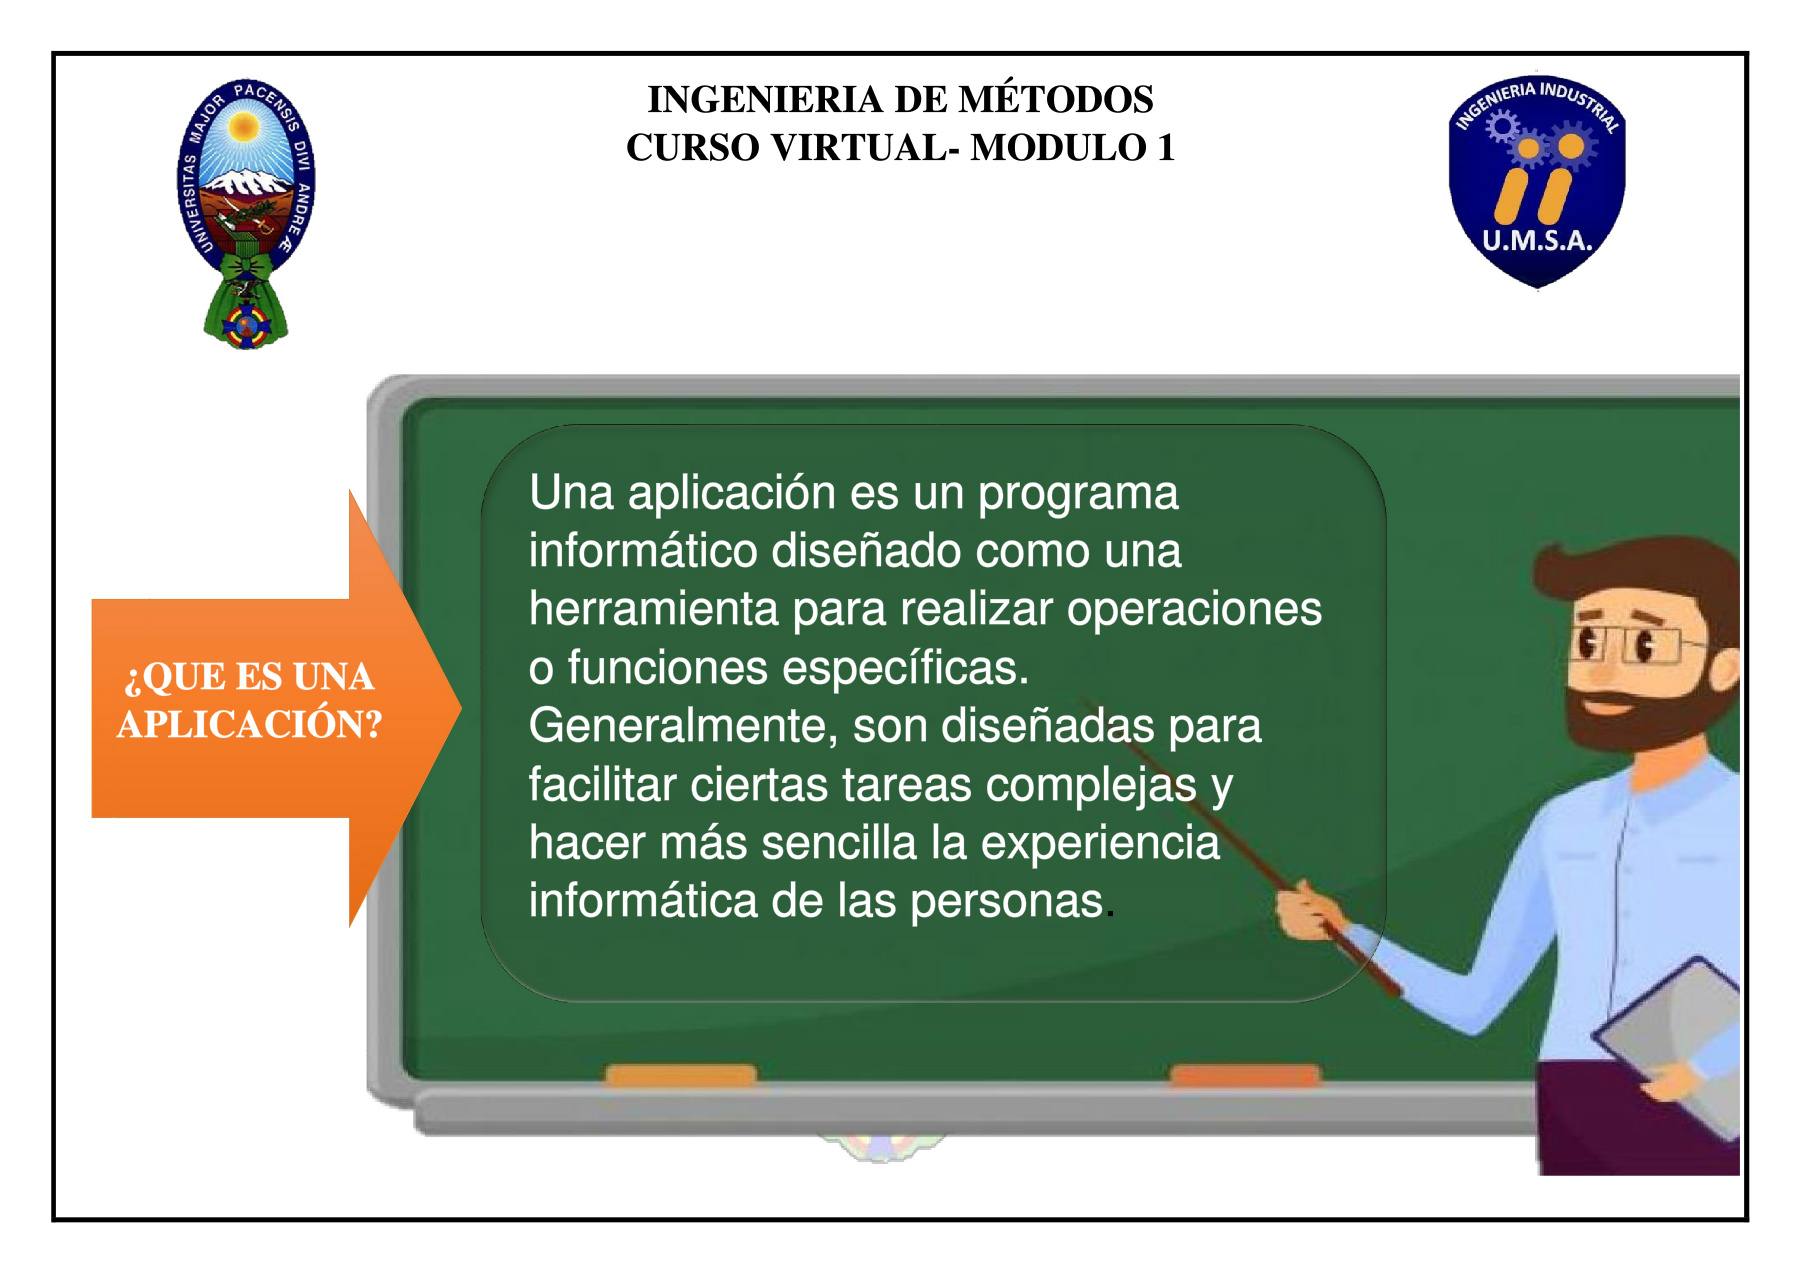 UNIVERSITAS MAJOR PACENSIS DIVI ANDREÆ
INGENIERIA DE MÉTODOS
CURSO VIRTUAL- MODULO 1
INGENIERIA INDUSTRIAL
U.M.S.A.
¿QUE ES UNA
APLICACIÓN?
Una aplicación es un programa
informático diseñado como una
herramienta para realizar operaciones
o funciones específicas.
Generalmente, son diseñadas para
facilitar ciertas tareas complejas y
hacer más sencilla la experiencia
informática de las personas.